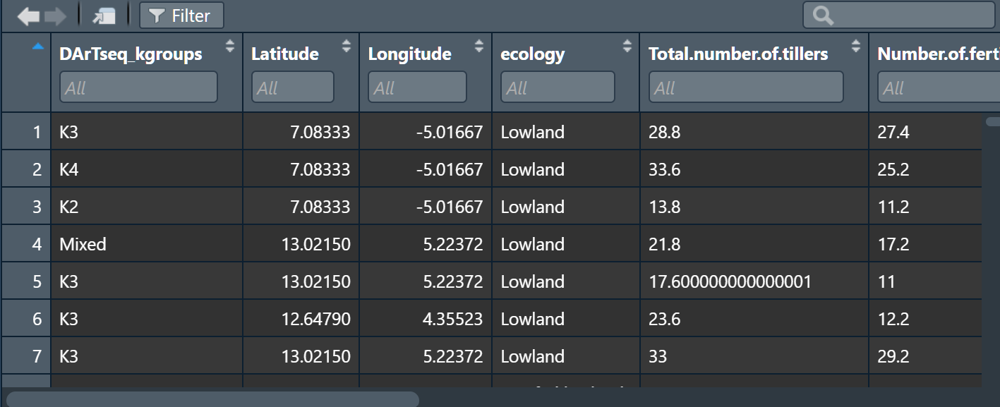 Filter
DArTseq_kgroups Latitude Longitude ecology Total.number.of.tillers Number.of.ferti
All All All All All All
1 K3 7.08333 -5.01667 Lowland 28.8 27.4
2 K4 7.08333 -5.01667 Lowland 33.6 25.2
3 K2 7.08333 -5.01667 Lowland 13.8 11.2
4 Mixed 13.02150 5.22372 Lowland 21.8 17.2
5 K3 13.02150 5.22372 Lowland 17.600000000000001 11
6 K3 12.64790 4.35523 Lowland 23.6 12.2
7 K3 13.02150 5.22372 Lowland 33 29.2